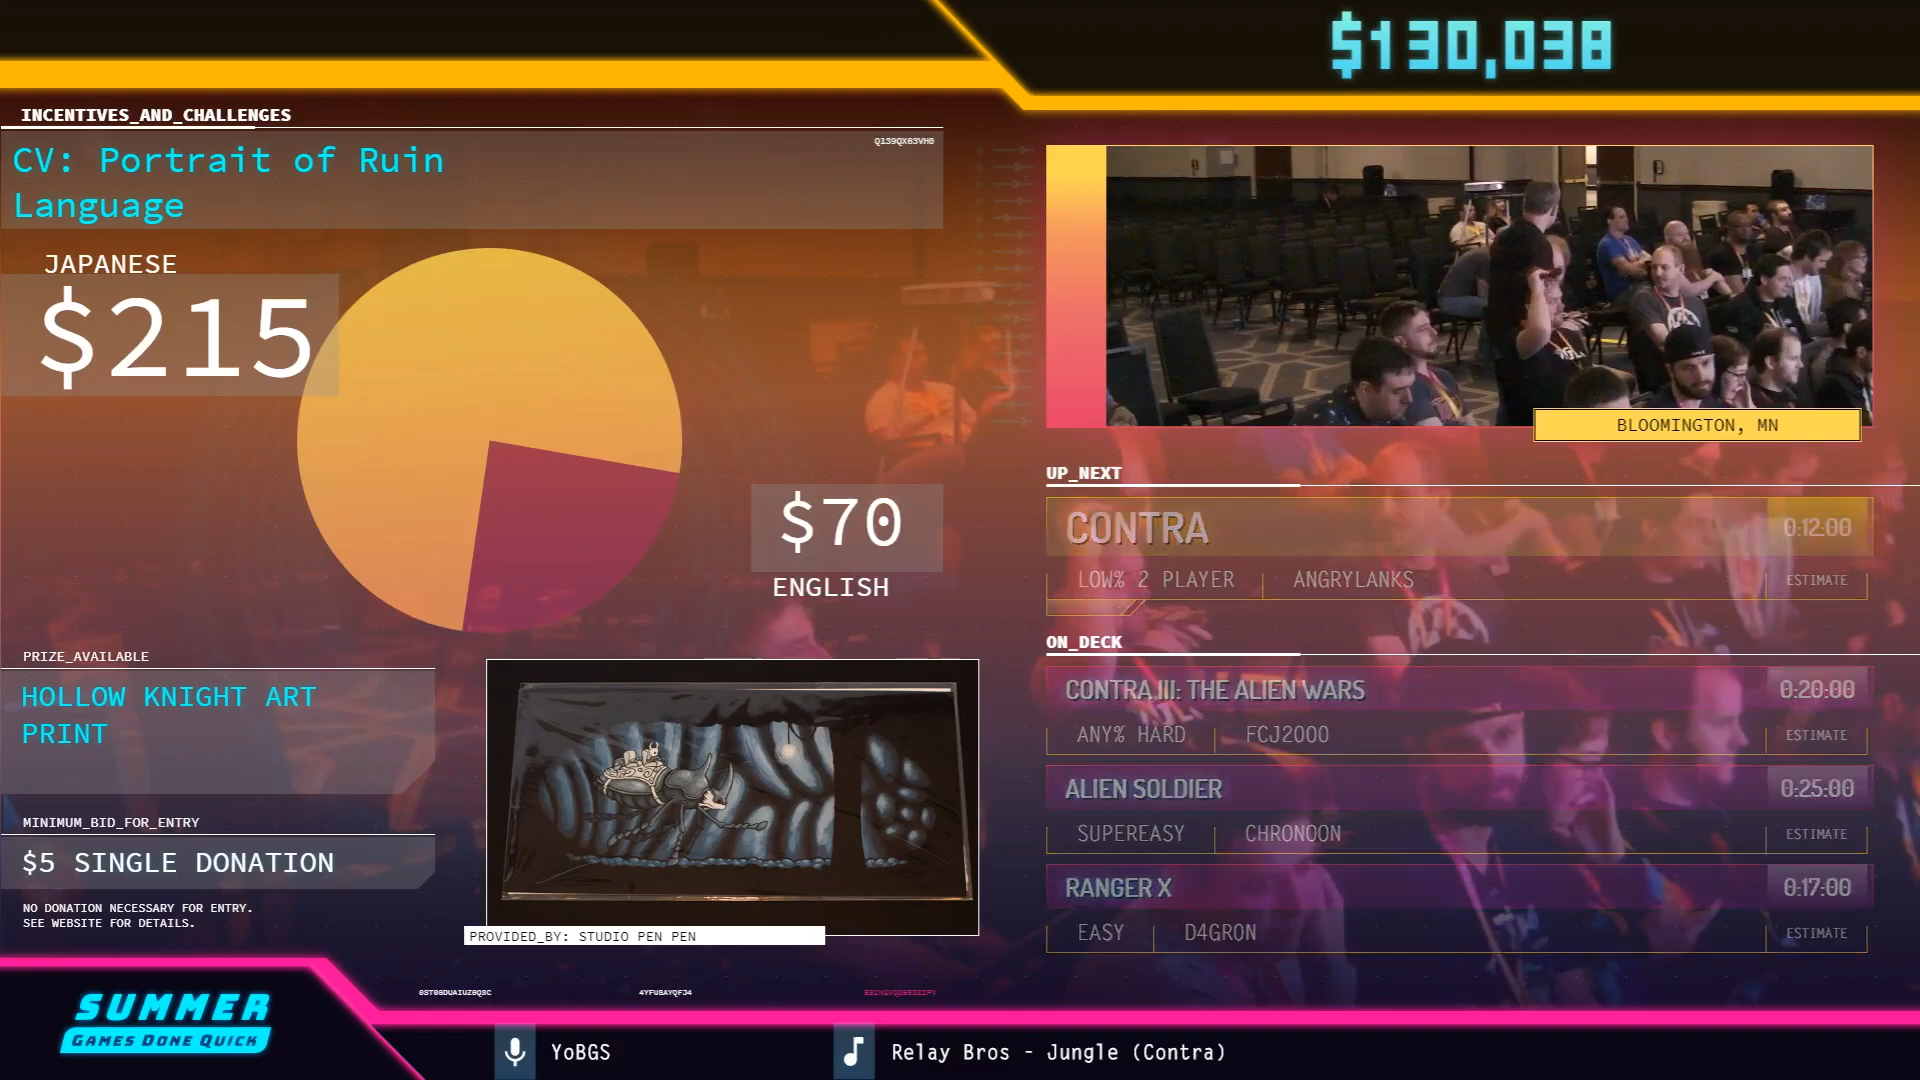 $130,038
INCENTIVES_AND_CHALLENGES
CV: Portrait of Ruin
Language
JAPANESE
$215
$70
ENGLISH
PRIZE_AVAILABLE
HOLLOW KNIGHT ART
PRINT
MINIMUM_BID_FOR_ENTRY
$5 SINGLE DONATION
NO DONATION NECESSARY FOR ENTRY.
SEE WEBSITE FOR DETAILS.
PROVIDED_BY: STUDIO PEN PEN
BLOOMINGTON, MN
UP_NEXT
CONTRA 0:12:00
LOW% 2 PLAYER ANGRYLANKS ESTIMATE
ON_DECK
CONTRA III: THE ALIEN WARS 0:20:00
ANY% HARD FCJ2000 ESTIMATE
ALIEN SOLDIER 0:25:00
SUPEREASY CHRONOON ESTIMATE
RANGER X 0:17:00
EASY D4GRON ESTIMATE
SUMMER
GAMES DONE QUICK
YoBGS
Relay Bros - Jungle (Contra)